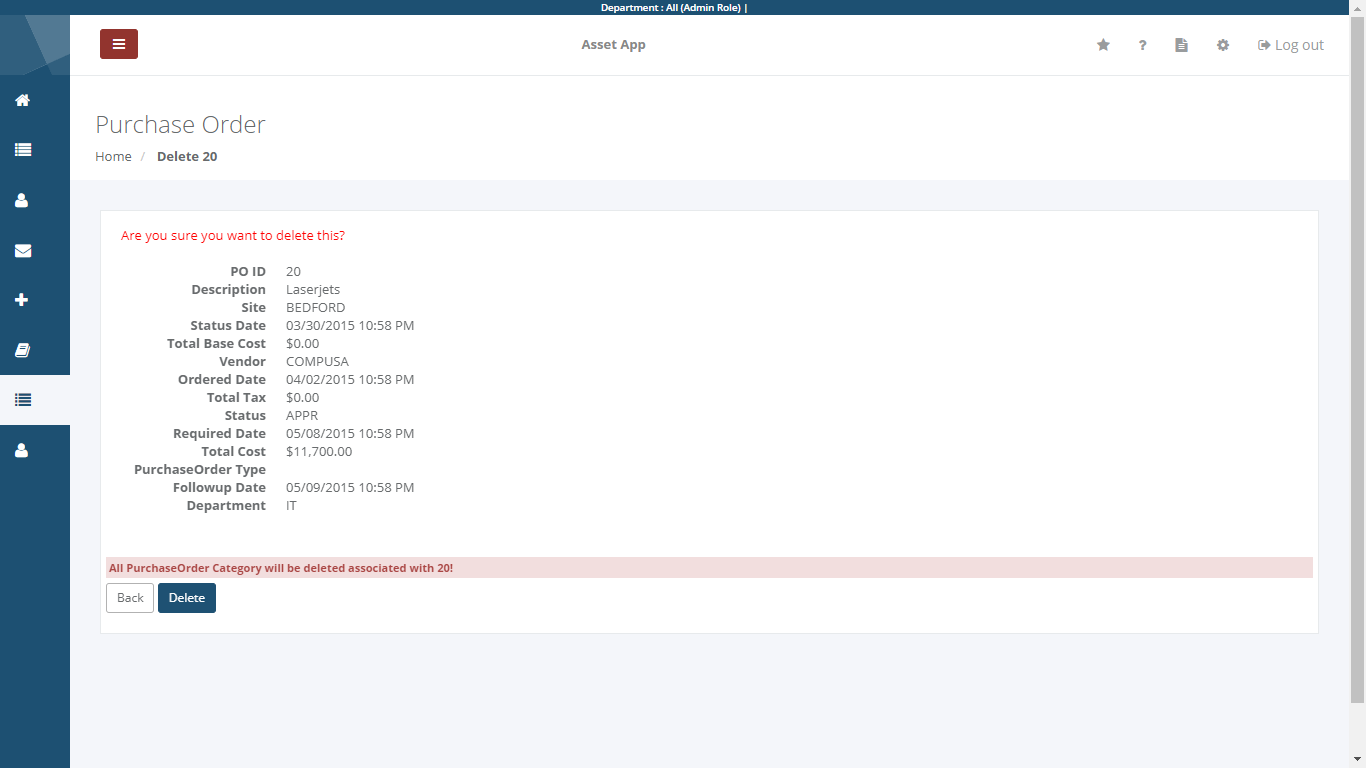 Department : All (Admin Role) |
Asset App
? Log out
Purchase Order
Home / Delete 20
Are you sure you want to delete this?
PO ID 20
Description Laserjets
Site BEDFORD
Status Date 03/30/2015 10:58 PM
Total Base Cost $0.00
Vendor COMPUSA
Ordered Date 04/02/2015 10:58 PM
Total Tax $0.00
Status APPR
Required Date 05/08/2015 10:58 PM
Total Cost $11,700.00
PurchaseOrder Type
Followup Date 05/09/2015 10:58 PM
Department IT
All PurchaseOrder Category will be deleted associated with 20!
Back Delete